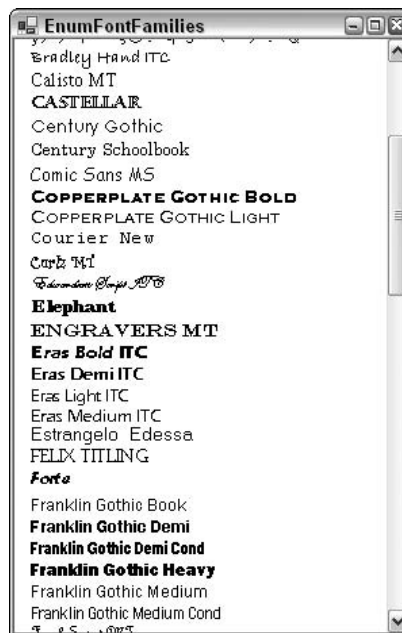 EnumFontFamilies
Bradley Hand ITC
Calisto MT
CASTELLAR
Century Gothic
Century Schoolbook
Comic Sans MS
COPPERPLATE GOTHIC BOLD
COPPERPLATE GOTHIC LIGHT
Courier New
Curlz MT
Edwardian Script ITC
Elephant
ENGRAVERS MT
Eras Bold ITC
Eras Demi ITC
Eras Light ITC
Eras Medium ITC
Estrangelo Edessa
FELIX TITLING
Forte
Franklin Gothic Book
Franklin Gothic Demi
Franklin Gothic Demi Cond
Franklin Gothic Heavy
Franklin Gothic Medium
Franklin Gothic Medium Cond